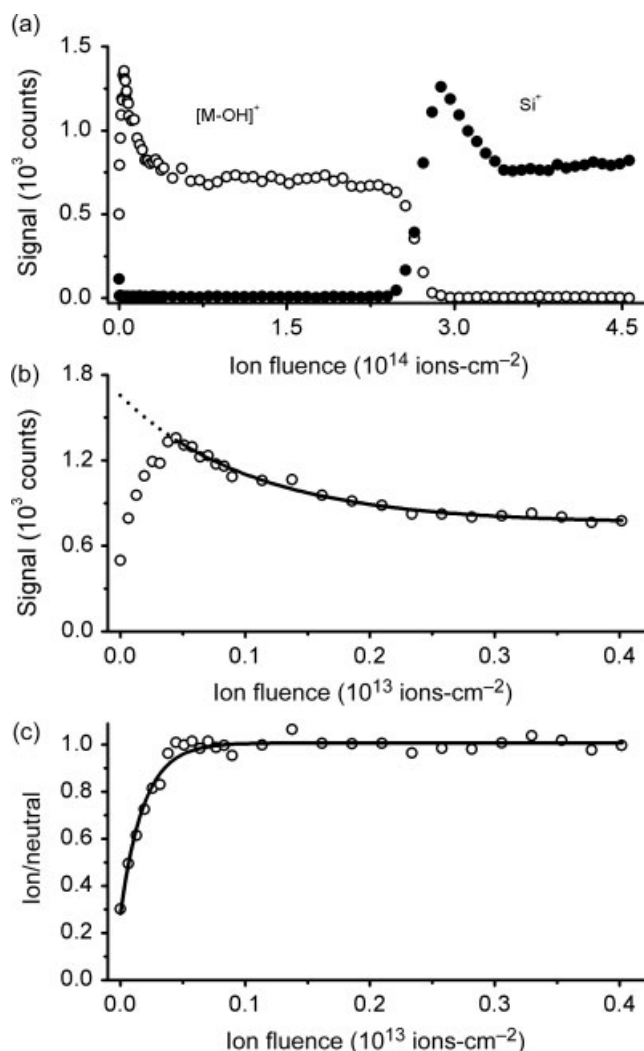 (a)
1.5
1.0
0.5
0.0
Signal (10³ counts)
[M-OH]⁺
Si⁺
0.0 1.5 3.0 4.5
Ion fluence (10¹⁴ ions-cm⁻²)
(b)
1.8
1.2
0.6
0.0
Signal (10³ counts)
0.0 0.1 0.2 0.3 0.4
Ion fluence (10¹³ ions-cm⁻²)
(c)
1.0
0.8
0.6
0.4
0.2
0.0
Ion/neutral
0.0 0.1 0.2 0.3 0.4
Ion fluence (10¹³ ions-cm⁻²)